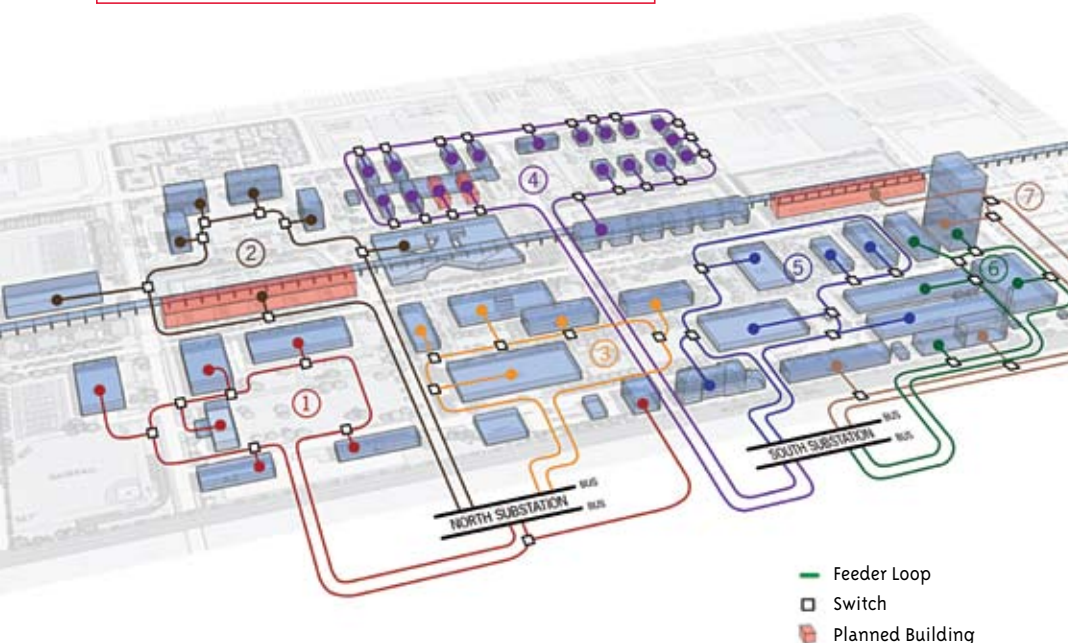 ⑦
④
②
⑤
⑥
③
①
BUS
SOUTH SUBSTATION
BUS
BUS
NORTH SUBSTATION
BUS
Feeder Loop
Switch
Planned Building